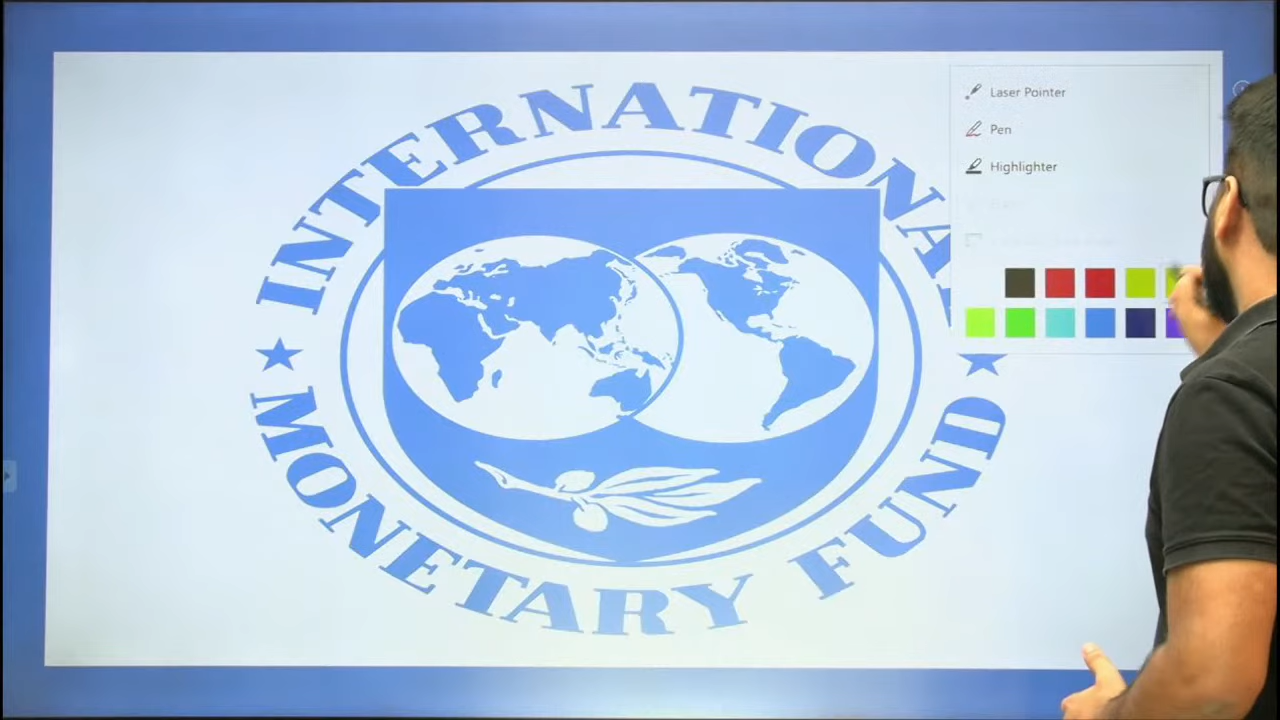 INTERNATIONAL
MONETARY FUND
Laser Pointer
Pen
Highlighter